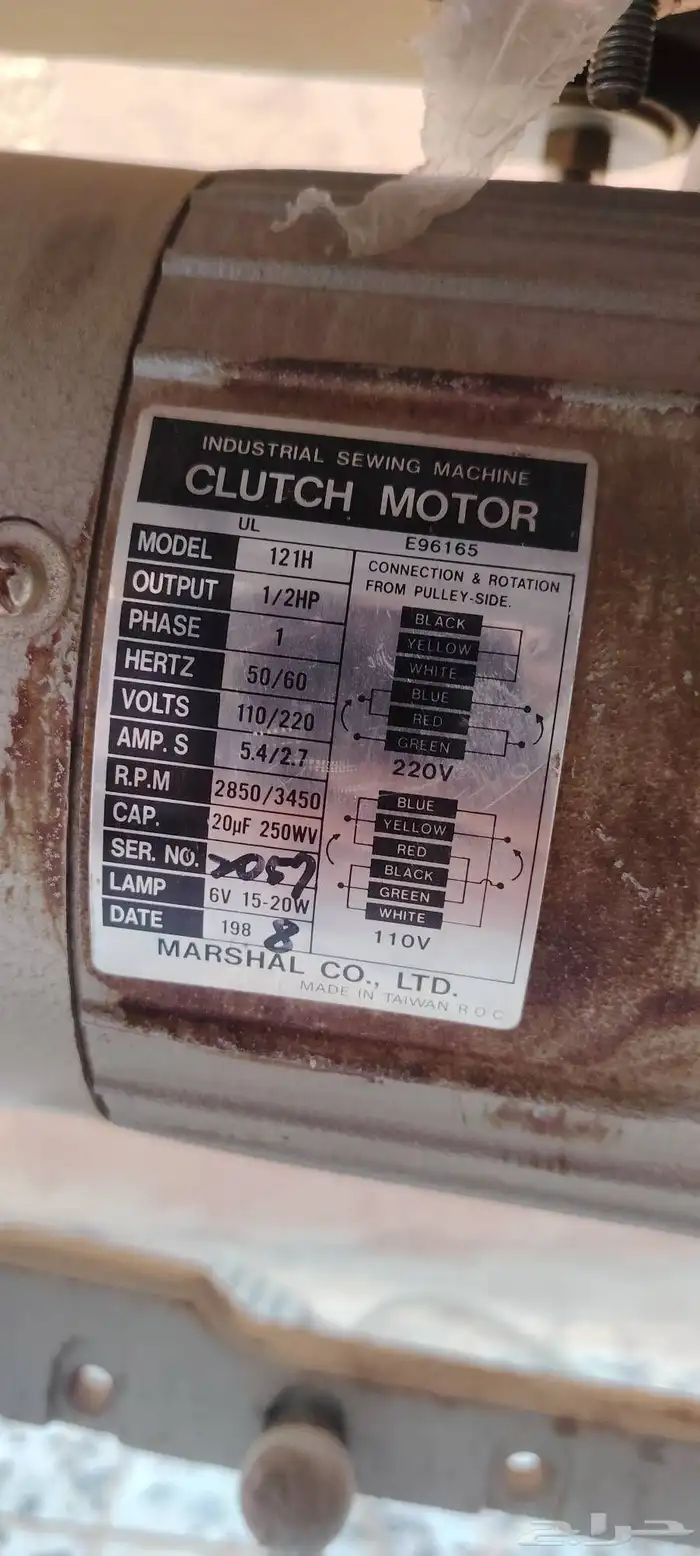 INDUSTRIAL SEWING MACHINE
CLUTCH MOTOR
UL E96165
MODEL 121H
OUTPUT 1/2HP
PHASE 1
HERTZ 50/60
VOLTS 110/220
AMP. S 5.4/2.7
R.P.M 2850/3450
CAP. 20µF 250WV
SER. NO.
LAMP 6V 15-20W
DATE 198 8
CONNECTION & ROTATION
FROM PULLEY-SIDE.
BLACK
YELLOW
WHITE
BLUE
RED
GREEN
220V
BLUE
YELLOW
RED
BLACK
GREEN
WHITE
110V
MARSHAL CO., LTD.
MADE IN TAIWAN R O C
حراج